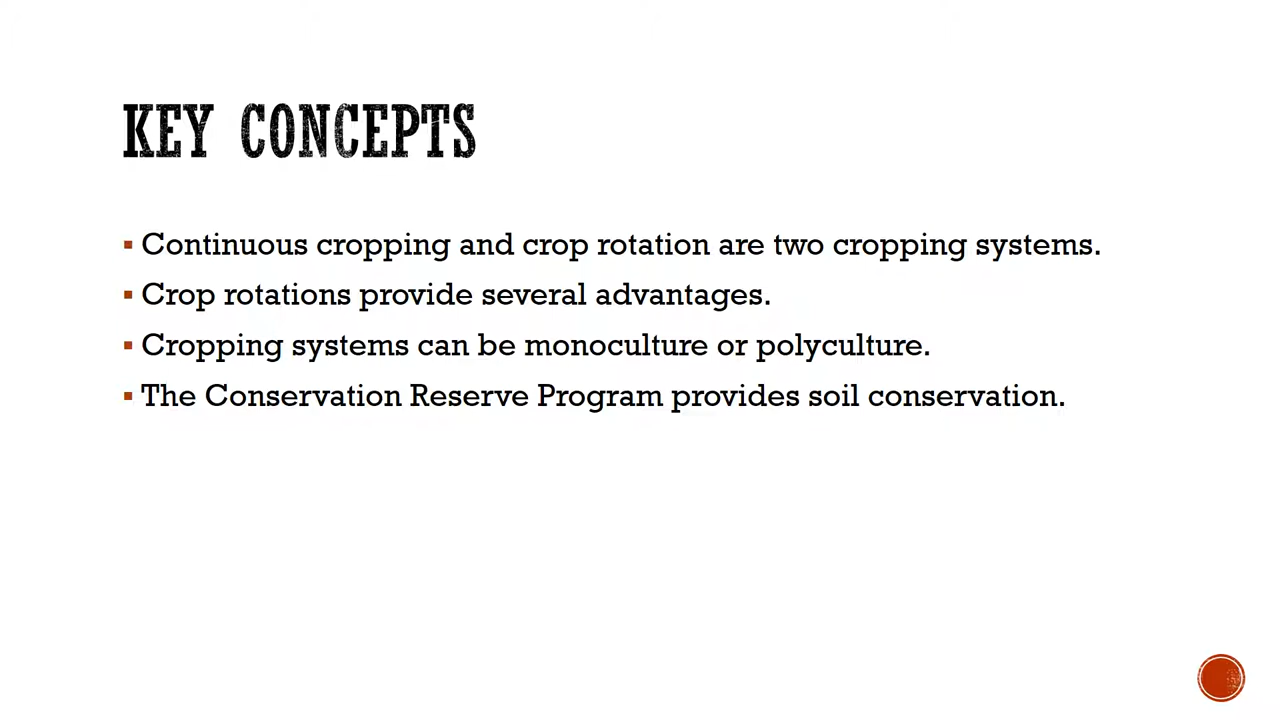 KEY CONCEPTS
▪ Continuous cropping and crop rotation are two cropping systems.
▪ Crop rotations provide several advantages.
▪ Cropping systems can be monoculture or polyculture.
▪ The Conservation Reserve Program provides soil conservation.